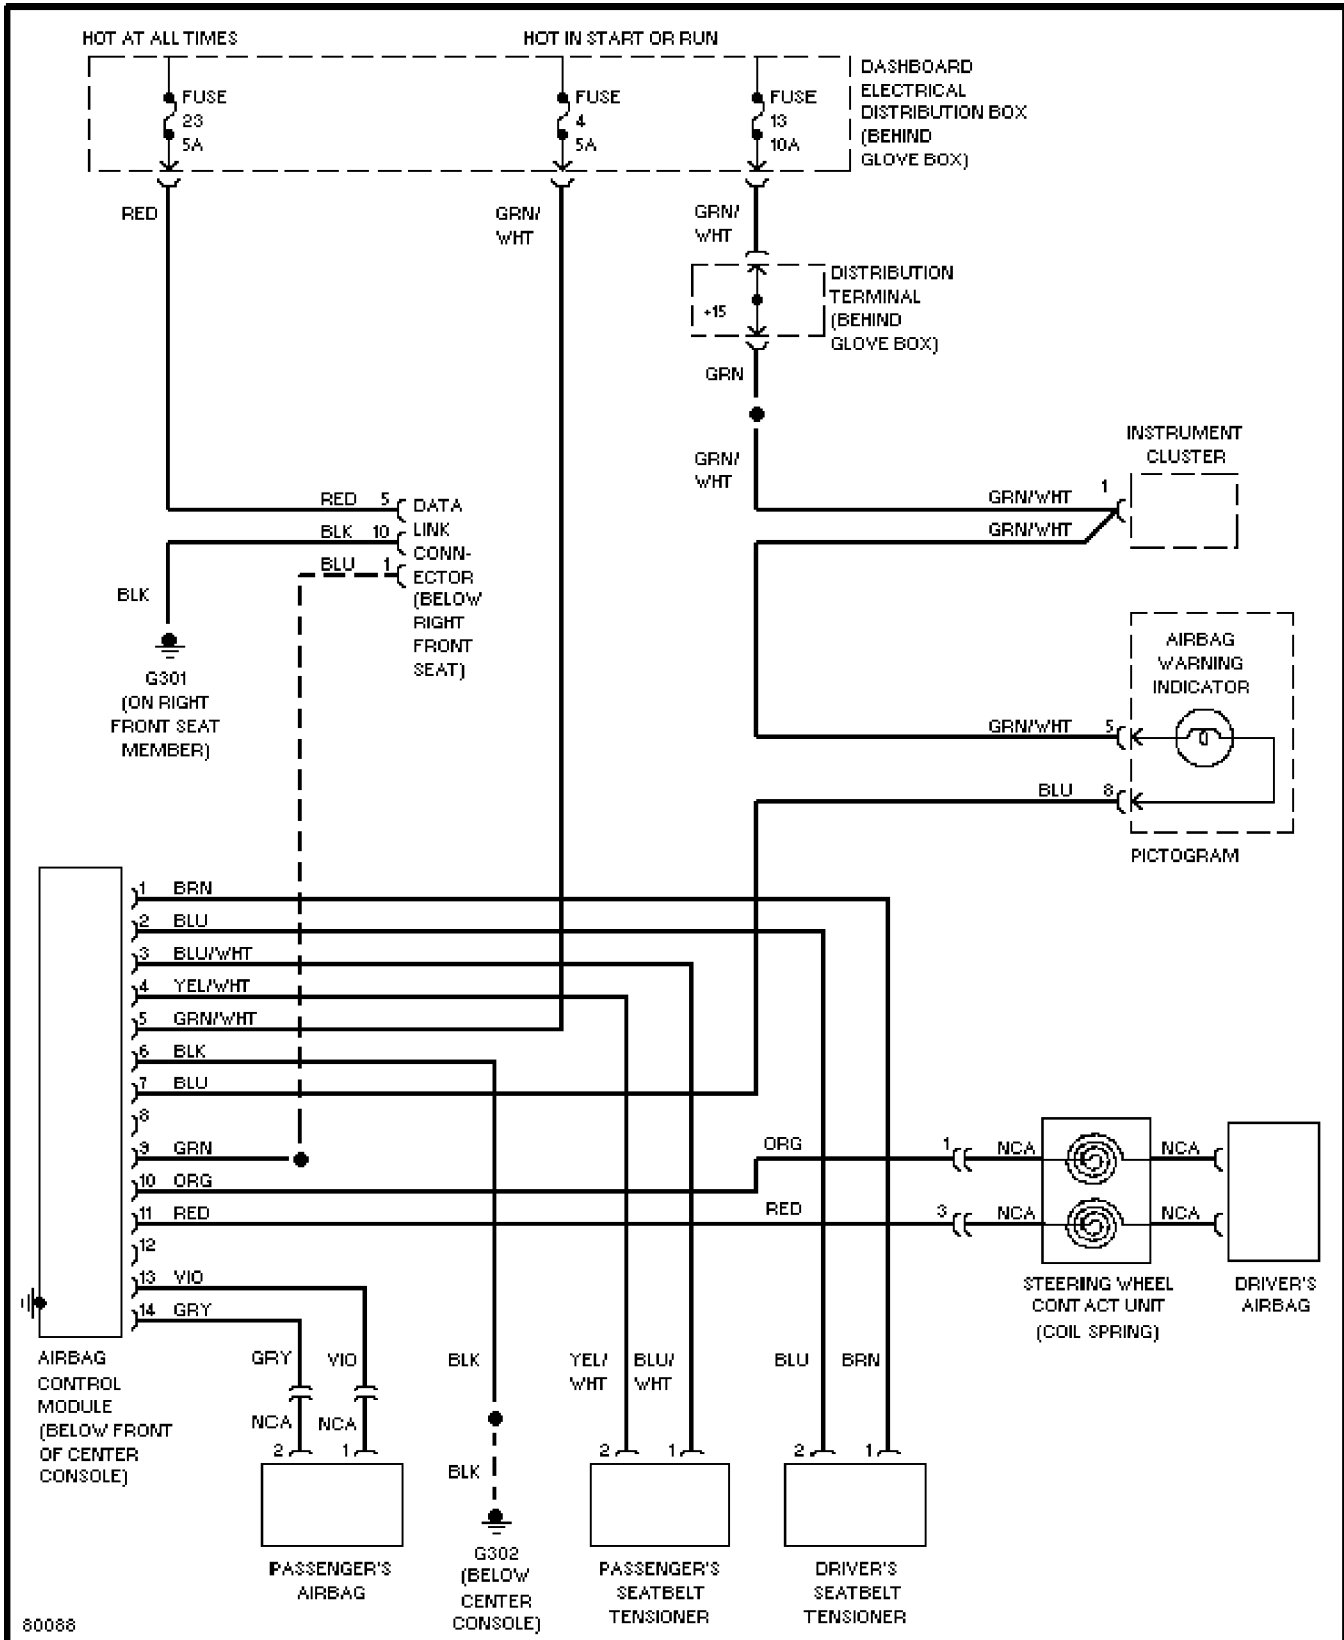 HOT AT ALL TIMES
HOT IN START OR RUN
FUSE
23
5A
FUSE
4
5A
FUSE
13
10A
DASHBOARD
ELECTRICAL
DISTRIBUTION BOX
(BEHIND
GLOVE BOX)
RED
GRN/
WHT
GRN/
WHT
+15
DISTRIBUTION
TERMINAL
(BEHIND
GLOVE BOX)
GRN
GRN/
WHT
INSTRUMENT
CLUSTER
GRN/WHT 1
GRN/WHT
RED 5
BLK 10
BLU 1
DATA
LINK
CONN-
ECTOR
(BELOW
RIGHT
FRONT
SEAT)
BLK
G301
(ON RIGHT
FRONT SEAT
MEMBER)
AIRBAG
WARNING
INDICATOR
GRN/WHT 5
BLU 8
PICTOGRAM
1 BRN
2 BLU
3 BLU/WHT
4 YEL/WHT
5 GRN/WHT
6 BLK
7 BLU
8
9 GRN
10 ORG
11 RED
12
13 VIO
14 GRY
ORG 1 NCA NCA
RED 3 NCA NCA
STEERING WHEEL
CONTACT UNIT
(COIL SPRING)
DRIVER'S
AIRBAG
AIRBAG
CONTROL
MODULE
(BELOW FRONT
OF CENTER
CONSOLE)
GRY VIO
NCA NCA
2 1
PASSENGER'S
AIRBAG
BLK
BLK
G302
(BELOW
CENTER
CONSOLE)
YEL/
WHT
BLU/
WHT
2 1
PASSENGER'S
SEATBELT
TENSIONER
BLU BRN
2 1
DRIVER'S
SEATBELT
TENSIONER
80088